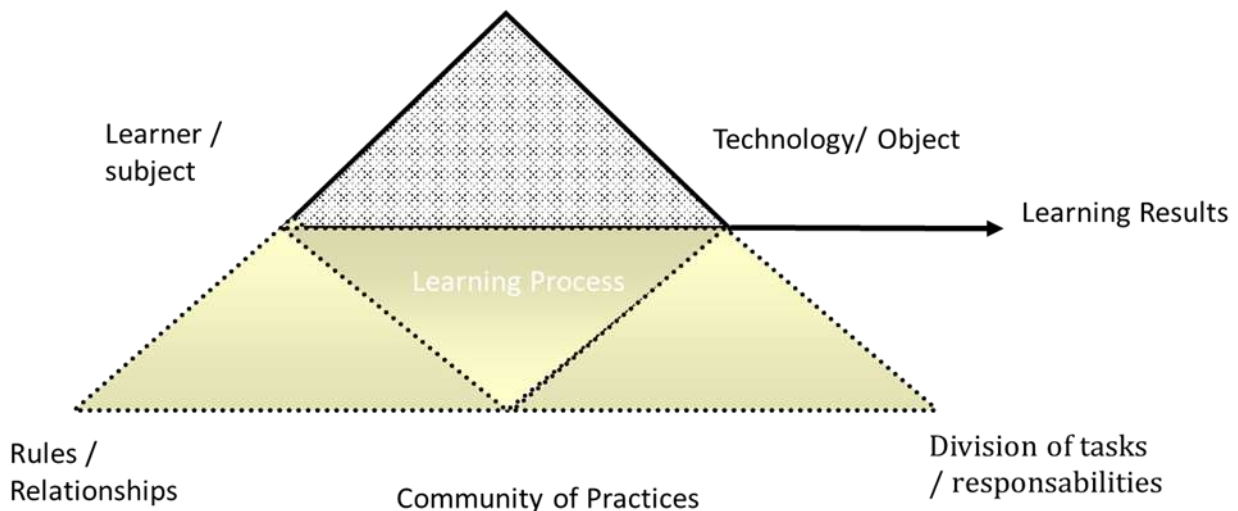 Learner /
subject
Technology/ Object
Learning Results
Learning Process
Rules /
Relationships
Community of Practices
Division of tasks
/ responsabilities